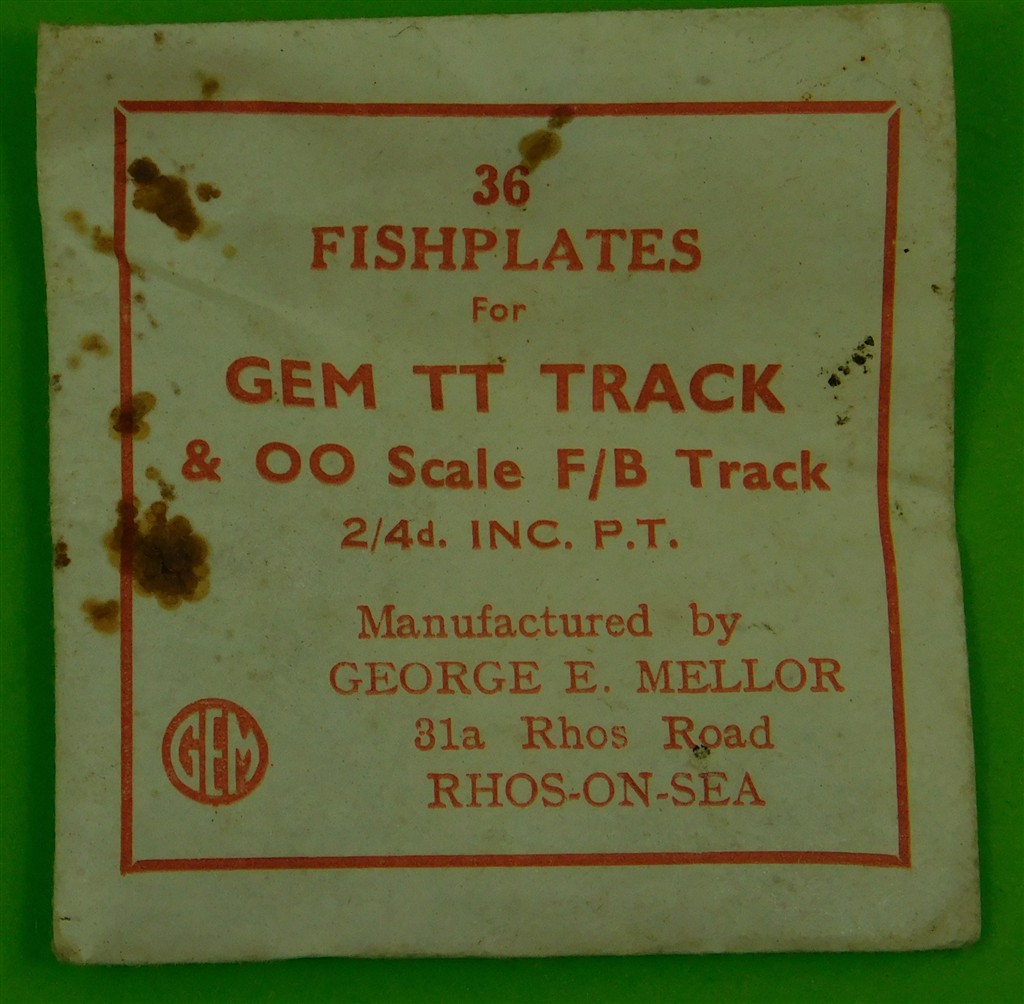 36
FISHPLATES
For
GEM TT TRACK
& OO Scale F/B Track
2/4d. INC. P.T.
Manufactured by
GEORGE E. MELLOR
31a Rhos Road
RHOS-ON-SEA
GEM